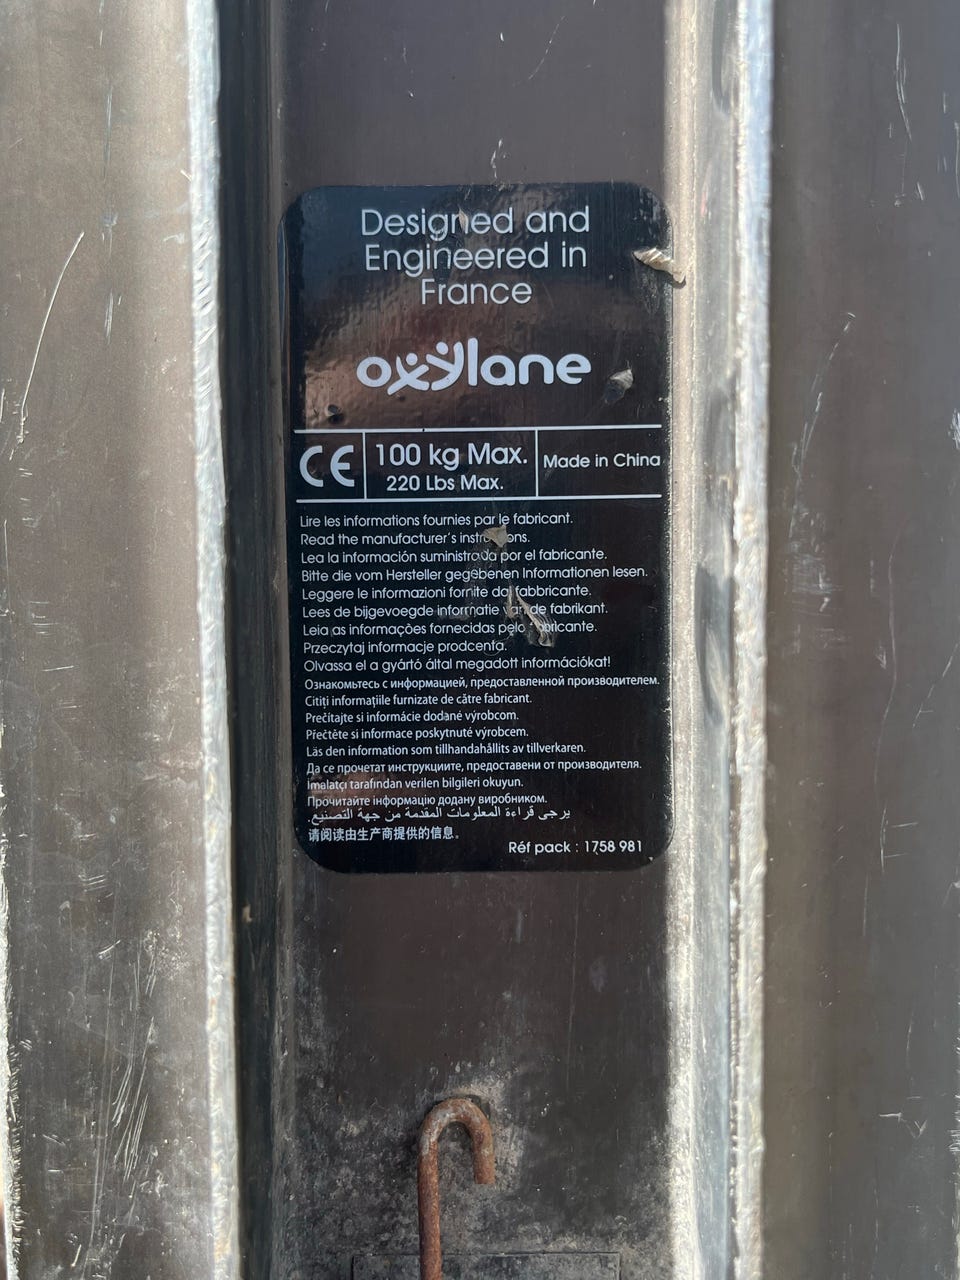 Designed and
Engineered in
France
oxylane
CE
100 kg Max.
220 Lbs Max.
Made in China
Lire les informations fournies par le fabricant.
Read the manufacturer's instructions.
Lea la información suministrada por el fabricante.
Bitte die vom Hersteller gegebenen Informationen lesen.
Leggere le informazioni fornite dal fabbricante.
Lees de bijgevoegde informatie van de fabrikant.
Leia as informações fornecidas pelo fabricante.
Przeczytaj informacje prodcenta.
Olvassa el a gyártó által megadott információkat!
Ознакомьтесь с информацией, предоставленной производителем.
Citiți informațiile furnizate de către fabricant.
Prečítajte si informácie dodané výrobcom.
Přečtěte si informace poskytnuté výrobcem.
Läs den information som tillhandahållits av tillverkaren.
Да се прочетат инструкциите, предоставени от производителя.
İmalatçı tarafından verilen bilgileri okuyun.
Прочитайте інформацію додану виробником.
يرجى قراءة المعلومات المقدمة من جهة التصنيع.
请阅读由生产商提供的信息。
Réf pack : 1758 981